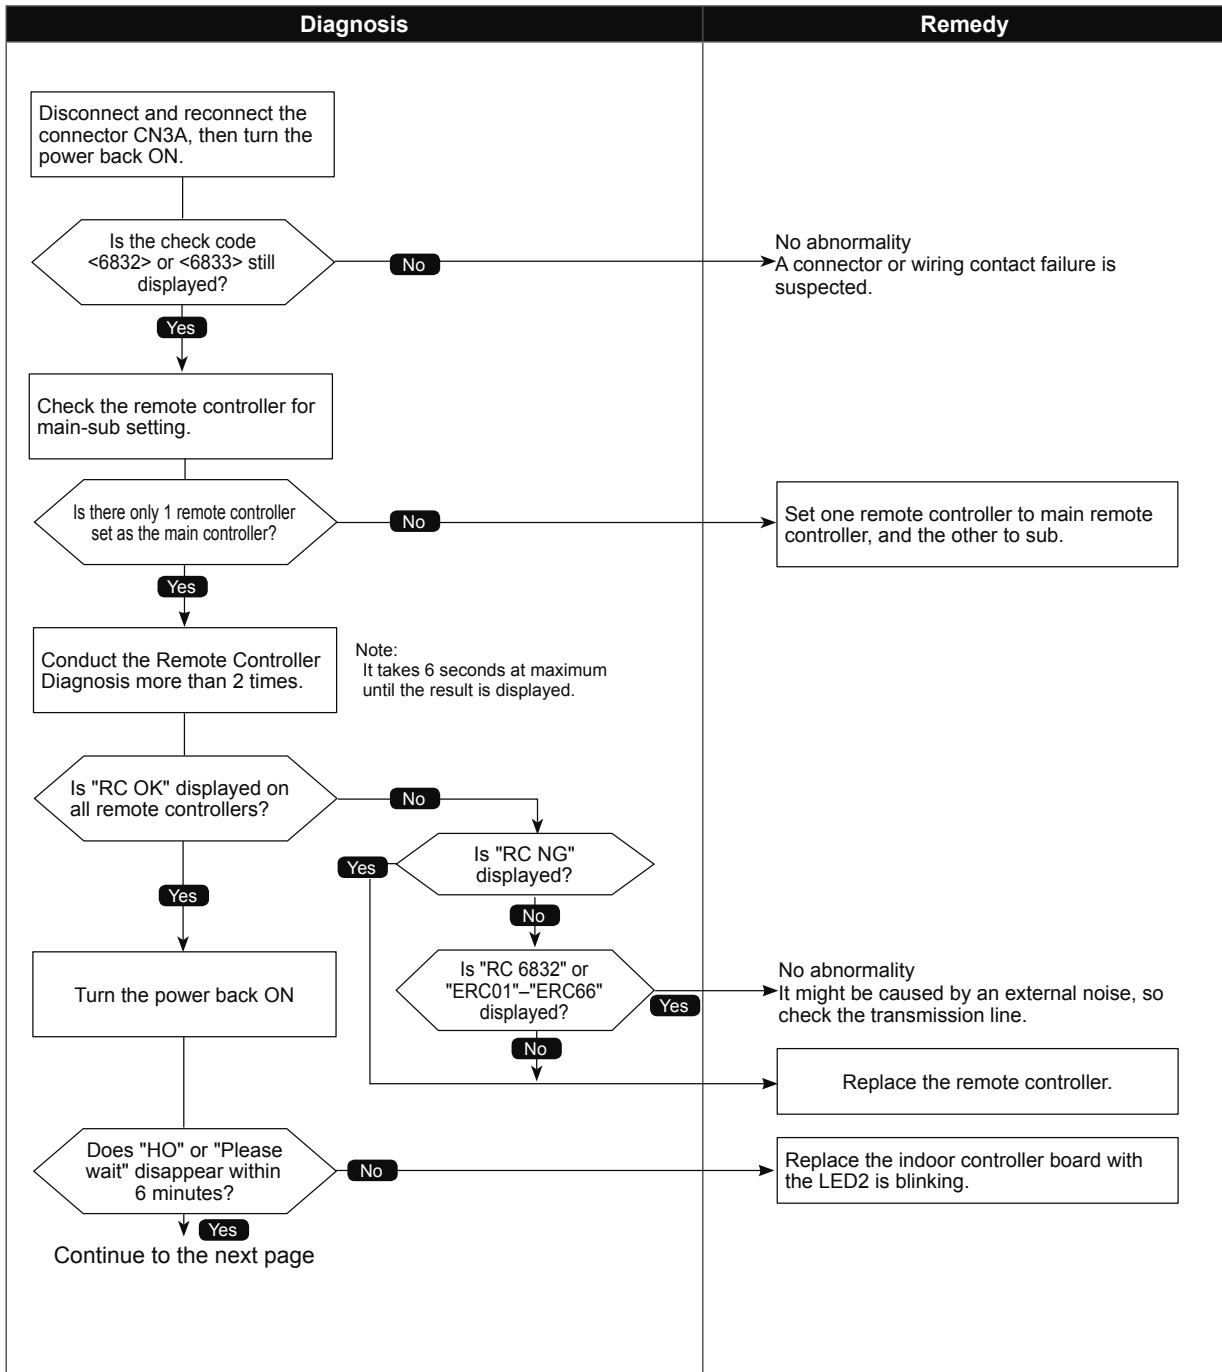 Diagnosis
Remedy
Disconnect and reconnect the
connector CN3A, then turn the
power back ON.
Is the check code
<6832> or <6833> still
displayed?
No
No abnormality
A connector or wiring contact failure is
suspected.
Yes
Check the remote controller for
main-sub setting.
Is there only 1 remote controller
set as the main controller?
No
Set one remote controller to main remote
controller, and the other to sub.
Yes
Conduct the Remote Controller
Diagnosis more than 2 times.
Note:
It takes 6 seconds at maximum
until the result is displayed.
Is "RC OK" displayed on
all remote controllers?
No
Is "RC NG"
displayed?
Yes
Yes
No
Is "RC 6832" or
"ERC01"–"ERC66"
displayed?
Yes
No abnormality
It might be caused by an external noise, so
check the transmission line.
Turn the power back ON
No
Replace the remote controller.
Does "HO" or "Please
wait" disappear within
6 minutes?
No
Replace the indoor controller board with
the LED2 is blinking.
Yes
Continue to the next page